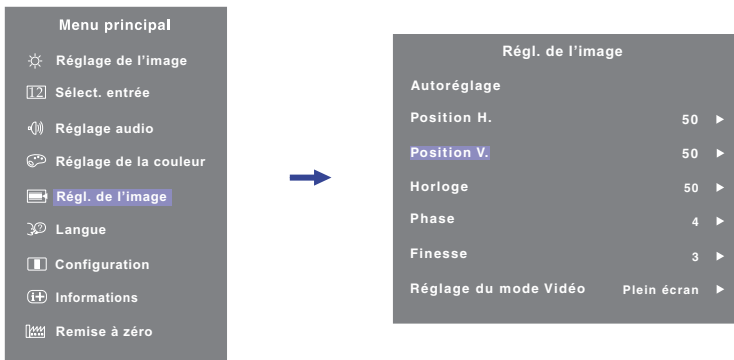 Menu principal
Réglage de l'image
12 Sélect. entrée
Réglage audio
Réglage de la couleur
Régl. de l'image
? Langue
Configuration
i+ Informations
Remise à zéro
Régl. de l'image
Autoréglage
Position H. 50
Position V. 50
Horloge 50
Phase 4
Finesse 3
Réglage du mode Vidéo Plein écran